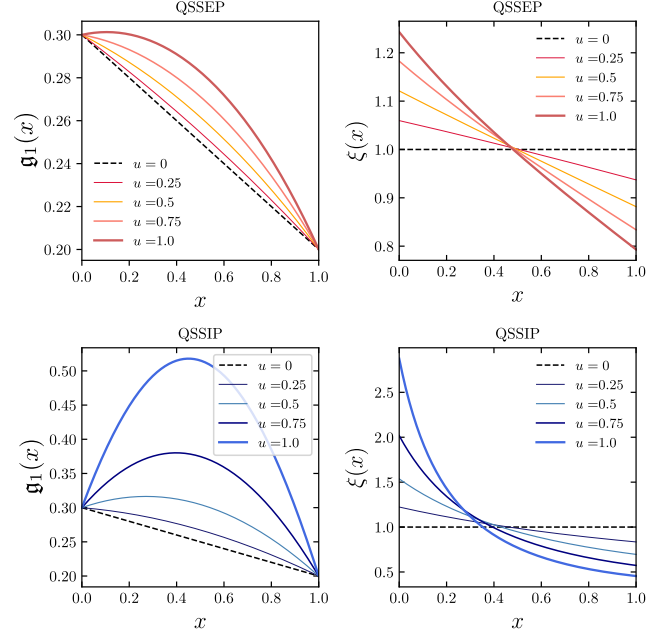 QSSEP
0.30
0.28
0.26
0.24
0.22
0.20
𝔤₁(x)
u = 0
u =0.25
u =0.5
u =0.75
u =1.0
0.0 0.2 0.4 0.6 0.8 1.0
x
QSSEP
1.2
1.1
1.0
0.9
0.8
ξ(x)
u = 0
u =0.25
u =0.5
u =0.75
u =1.0
0.0 0.2 0.4 0.6 0.8 1.0
x
QSSIP
0.50
0.45
0.40
0.35
0.30
0.25
0.20
𝔤₁(x)
u = 0
u =0.25
u =0.5
u =0.75
u =1.0
0.0 0.2 0.4 0.6 0.8 1.0
x
QSSIP
2.5
2.0
1.5
1.0
0.5
ξ(x)
u = 0
u =0.25
u =0.5
u =0.75
u =1.0
0.0 0.2 0.4 0.6 0.8 1.0
x